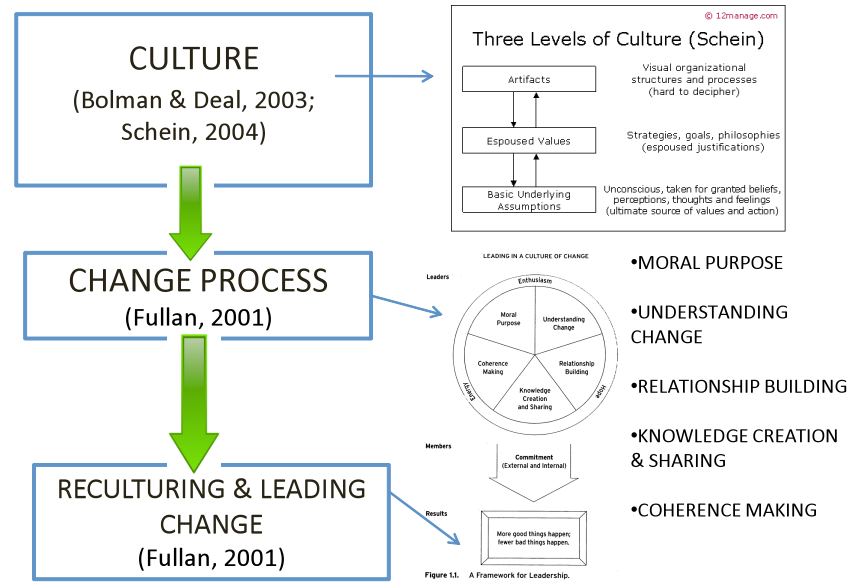 CULTURE
(Bolman & Deal, 2003;
Schein, 2004)
CHANGE PROCESS
(Fullan, 2001)
RECULTURING & LEADING
CHANGE
(Fullan, 2001)
© 12manage.com
Three Levels of Culture (Schein)
Artifacts
Visual organizational
structures and processes
(hard to decipher)
Espoused Values
Strategies, goals, philosophies
(espoused justifications)
Basic Underlying
Assumptions
Unconscious, taken for granted beliefs,
perceptions, thoughts and feelings
(ultimate source of values and action)
LEADING IN A CULTURE OF CHANGE
Leaders
Enthusiasm
Moral
Purpose
Understanding
Change
Coherence
Making
Relationship
Building
Knowledge
Creation
and Sharing
Energy
Hope
Members
Commitment
(External and Internal)
Results
More good things happen;
fewer bad things happen.
Figure 1.1. A Framework for Leadership.
•MORAL PURPOSE
•UNDERSTANDING
CHANGE
•RELATIONSHIP BUILDING
•KNOWLEDGE CREATION
& SHARING
•COHERENCE MAKING